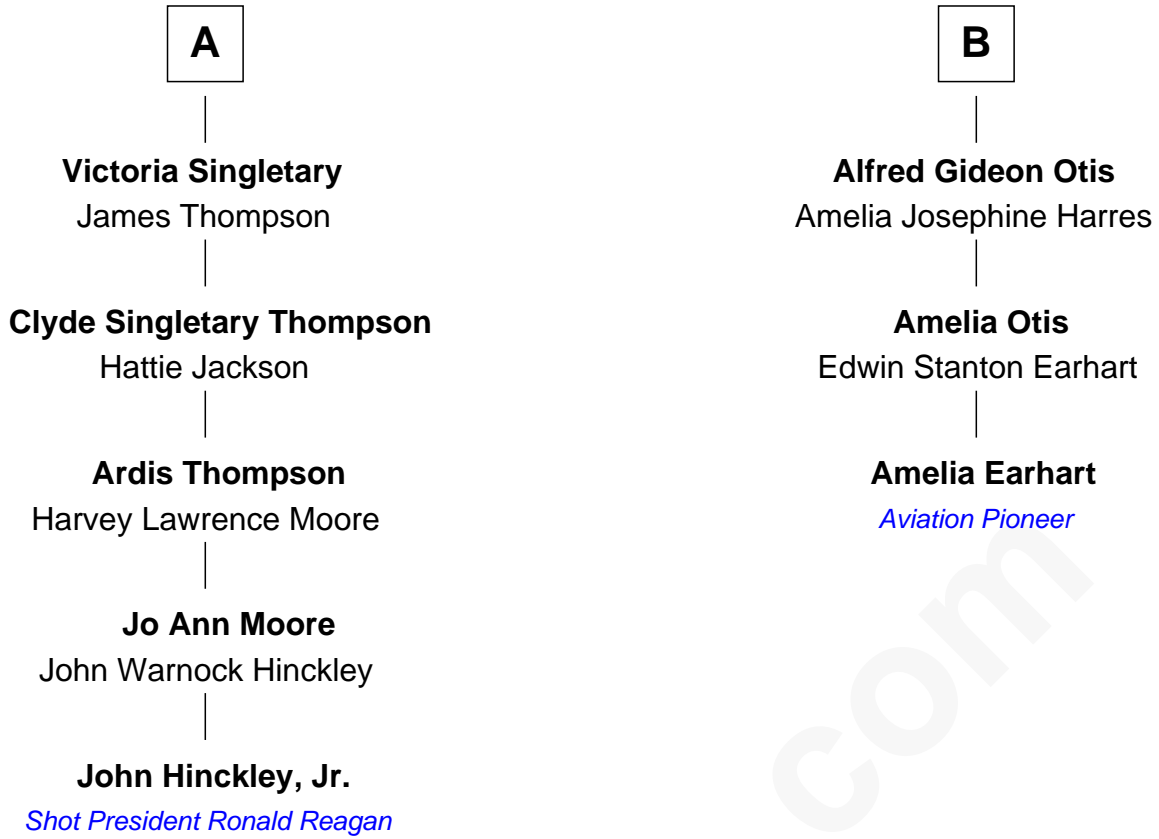 A
Victoria Singletary
James Thompson
Clyde Singletary Thompson
Hattie Jackson
Ardis Thompson
Harvey Lawrence Moore
Jo Ann Moore
John Warnock Hinckley
John Hinckley, Jr.
Shot President Ronald Reagan
B
Alfred Gideon Otis
Amelia Josephine Harres
Amelia Otis
Edwin Stanton Earhart
Amelia Earhart
Aviation Pioneer
com